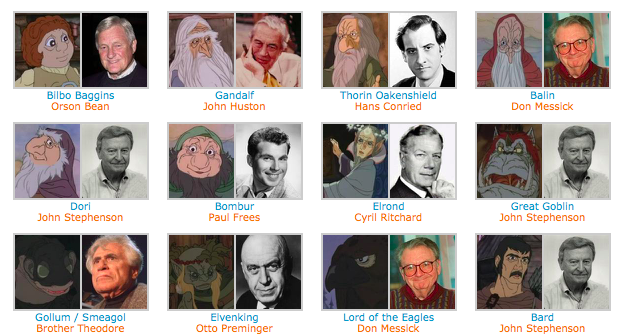 Bilbo Baggins
Orson Bean
Gandalf
John Huston
Thorin Oakenshield
Hans Conried
Balin
Don Messick
Dori
John Stephenson
Bombur
Paul Frees
Elrond
Cyril Ritchard
Great Goblin
John Stephenson
Gollum / Smeagol
Brother Theodore
Elvenking
Otto Preminger
Lord of the Eagles
Don Messick
Bard
John Stephenson